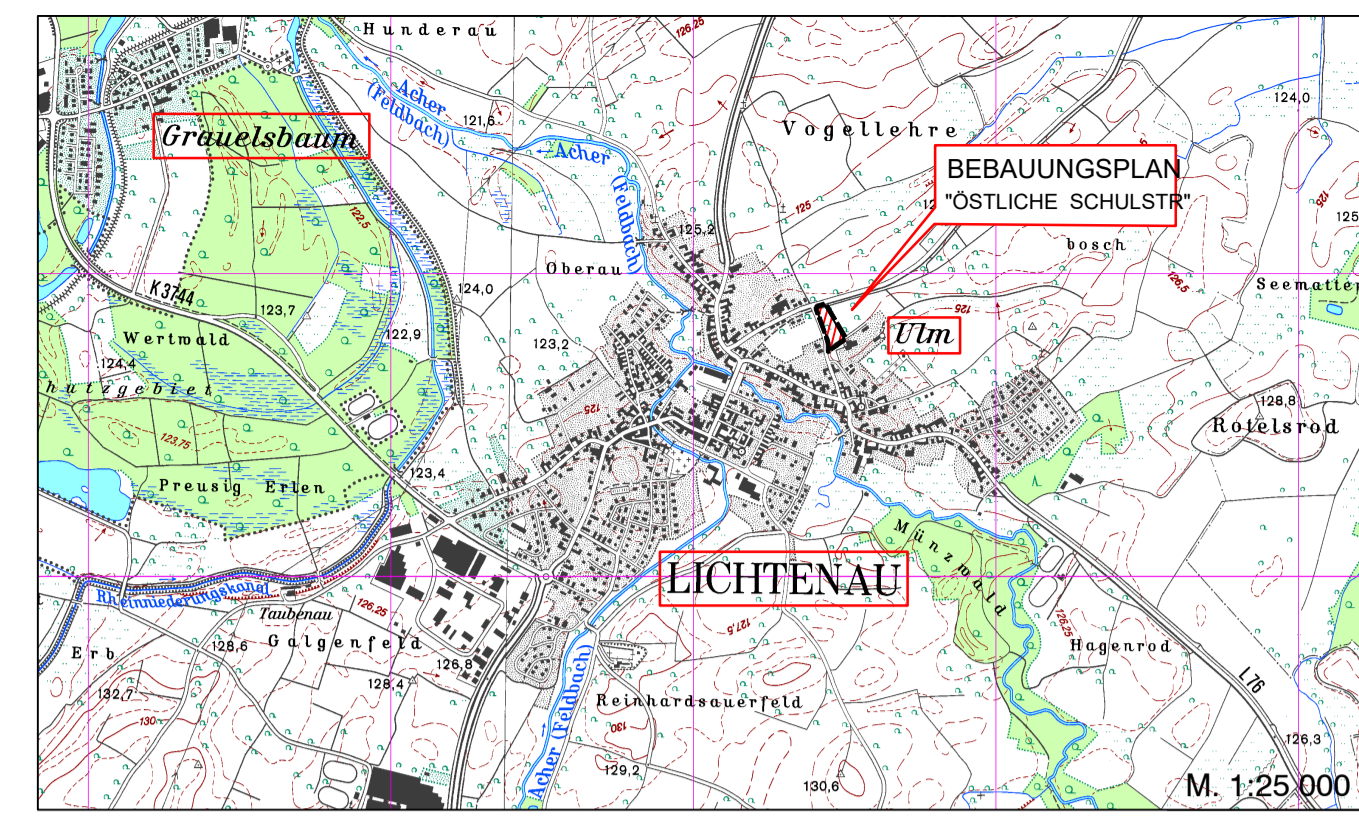 Hunderau
126,25
Acher
(Feldbach)
121,6
Acher
(Feldbach)
Grauelsbaum
Vogellehre
124,0
BEBAUUNGSPLAN
"ÖSTLICHE SCHULSTR".
125
125,2
122,5
bosch
126,5
Seematten
Oberau
K 3744
124,0
123,7
122,9
Wertwald
124,4
hutzgebiet
123,2
125
Ulm
125
128,8
Rotelsrod
123,75
123,4
Preusig Erlen
Münzwald
LICHTENAU
Rheinniederungskanal
Taubenau
126,25
Galgenfeld
128,6
Erb
126,8
128,4
132,7
130
127,5
126,25
Hagenrod
L 76
Reinhardsauerfeld
130
129,2
130,6
Acher (Feldbach)
126,3
M. 1:25 000